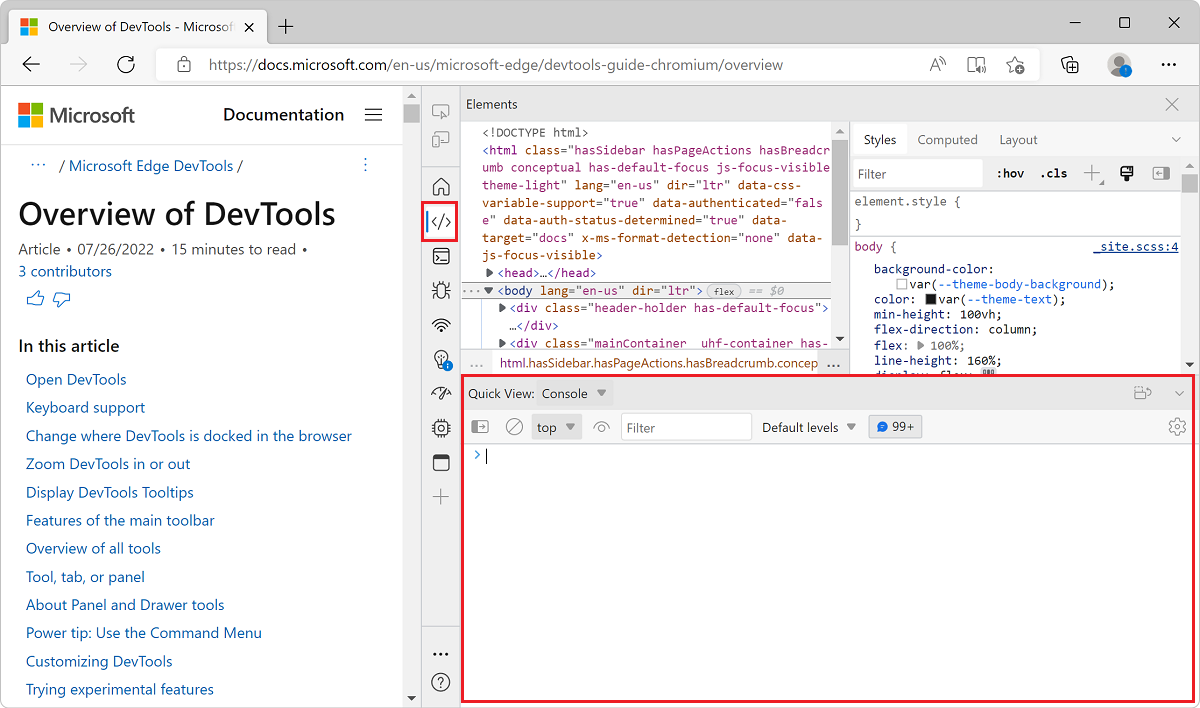 Overview of DevTools - Microsof
https://docs.microsoft.com/en-us/microsoft-edge/devtools-guide-chromium/overview
Microsoft
Documentation
... / Microsoft Edge DevTools /
Overview of DevTools
Article • 07/26/2022 • 15 minutes to read •
3 contributors
In this article
Open DevTools
Keyboard support
Change where DevTools is docked in the browser
Zoom DevTools in or out
Display DevTools Tooltips
Features of the main toolbar
Overview of all tools
Tool, tab, or panel
About Panel and Drawer tools
Power tip: Use the Command Menu
Customizing DevTools
Trying experimental features
Elements
<!DOCTYPE html>
<html class="hasSidebar hasPageActions hasBreadcr
umb conceptual has-default-focus js-focus-visible
theme-light" lang="en-us" dir="ltr" data-css-
variable-support="true" data-authenticated="fals
e" data-auth-status-determined="true" data-
target="docs" x-ms-format-detection="none" data-
js-focus-visible>
<head>…</head>
<body lang="en-us" dir="ltr"> flex == $0
<div class="header-holder has-default-focus">
…</div>
<div class="mainContainer uhf-container has-
... html.hasSidebar.hasPageActions.hasBreadcrumb.concep ...
Styles Computed Layout
Filter :hov .cls
element.style {
}
body { _site.scss:4
background-color:
var(--theme-body-background);
color: var(--theme-text);
min-height: 100vh;
flex-direction: column;
flex: 100%;
line-height: 160%;
display: flex;
Quick View: Console
top Filter Default levels 99+
>